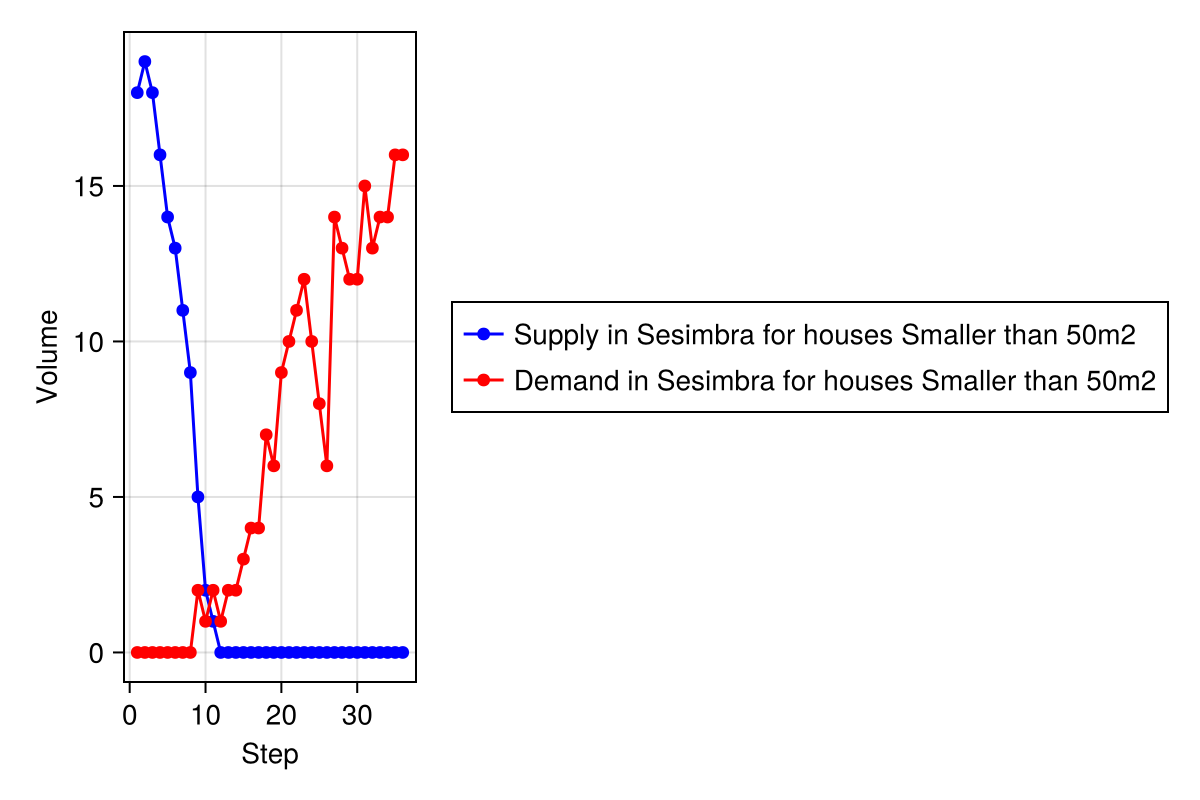 15
10
5
0
Volume
0 10 20 30
Step
Supply in Sesimbra for houses Smaller than 50m2
Demand in Sesimbra for houses Smaller than 50m2